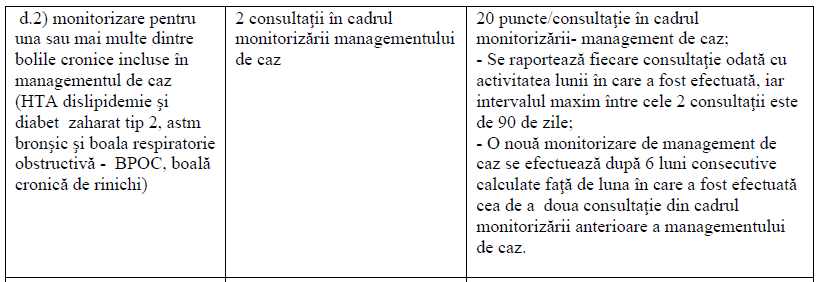 d.2) monitorizare pentru
una sau mai multe dintre
bolile cronice incluse în
managementul de caz
(HTA dislipidemie şi
diabet zaharat tip 2, astm
bronşic şi boala respiratorie
obstructivă - BPOC, boală
cronică de rinichi)
2 consultaţii în cadrul
monitorizării managementului
de caz
20 puncte/consultaţie în cadrul
monitorizării- management de caz;
- Se raportează fiecare consultaţie odată cu
activitatea lunii în care a fost efectuată, iar
intervalul maxim între cele 2 consultaţii este
de 90 de zile;
- O nouă monitorizare de management de
caz se efectuează după 6 luni consecutive
calculate faţă de luna în care a fost efectuată
cea de a doua consultaţie din cadrul
monitorizării anterioare a managementului
de caz.